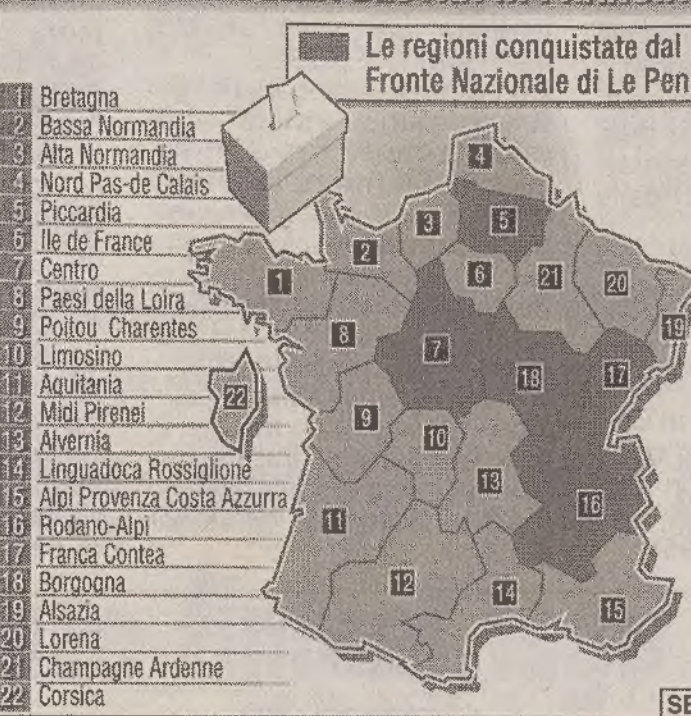 Le regioni conquistate dal
Fronte Nazionale di Le Pen
1 Bretagna
2 Bassa Normandia
3 Alta Normandia
4 Nord Pas-de Calais
5 Piccardia
6 Ile de France
7 Centro
8 Paesi della Loira
9 Poitou Charentes
10 Limosino
11 Aquitania
12 Midi Pirenei
13 Alvernia
14 Linguadoca Rossiglione
15 Alpi Provenza Costa Azzurra
16 Rodano-Alpi
17 Franca Contea
18 Borgogna
19 Alsazia
20 Lorena
21 Champagne Ardenne
22 Corsica
4
5
3
2
6
21
20
19
1
8
7
18
17
22
9
10
13
16
11
12
14
15